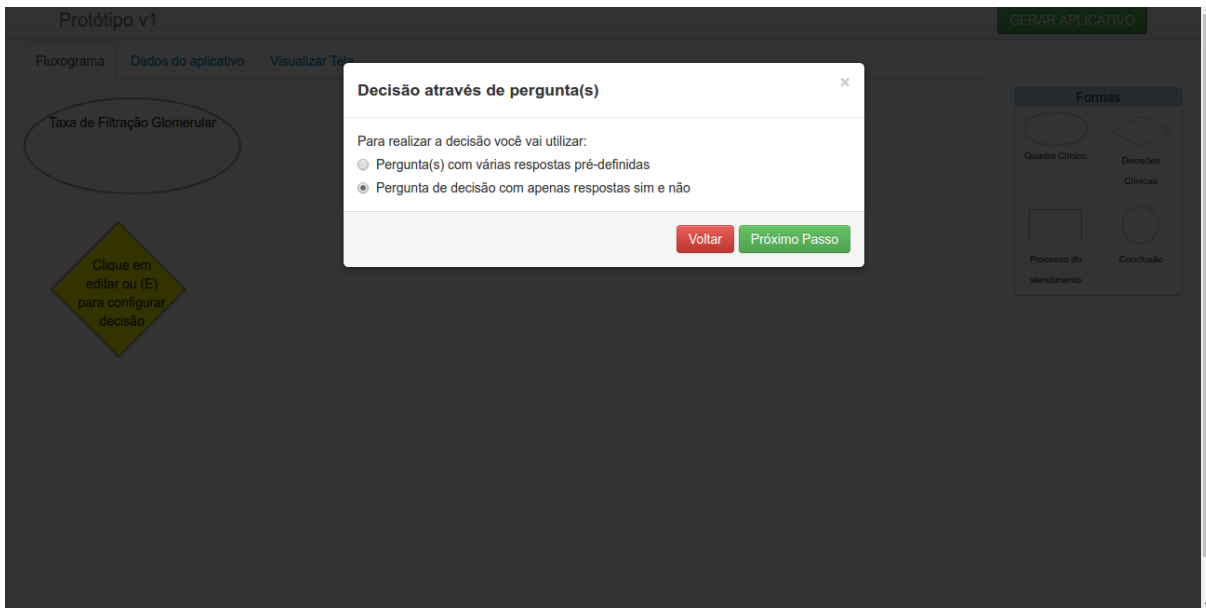 Protótipo v1
GERAR APLICATIVO
Fluxograma
Dados do aplicativo
Visualizar Tela
Decisão através de pergunta(s)
×
Para realizar a decisão você vai utilizar:
Pergunta(s) com várias respostas pré-definidas
Pergunta de decisão com apenas respostas sim e não
Voltar
Próximo Passo
Taxa de Filtração Glomerular
Clique em
editar ou (E)
para configurar
decisão
Formas
Quadro Clínico
Decisões
Clínicas
Processo do
atendimento
Conclusão